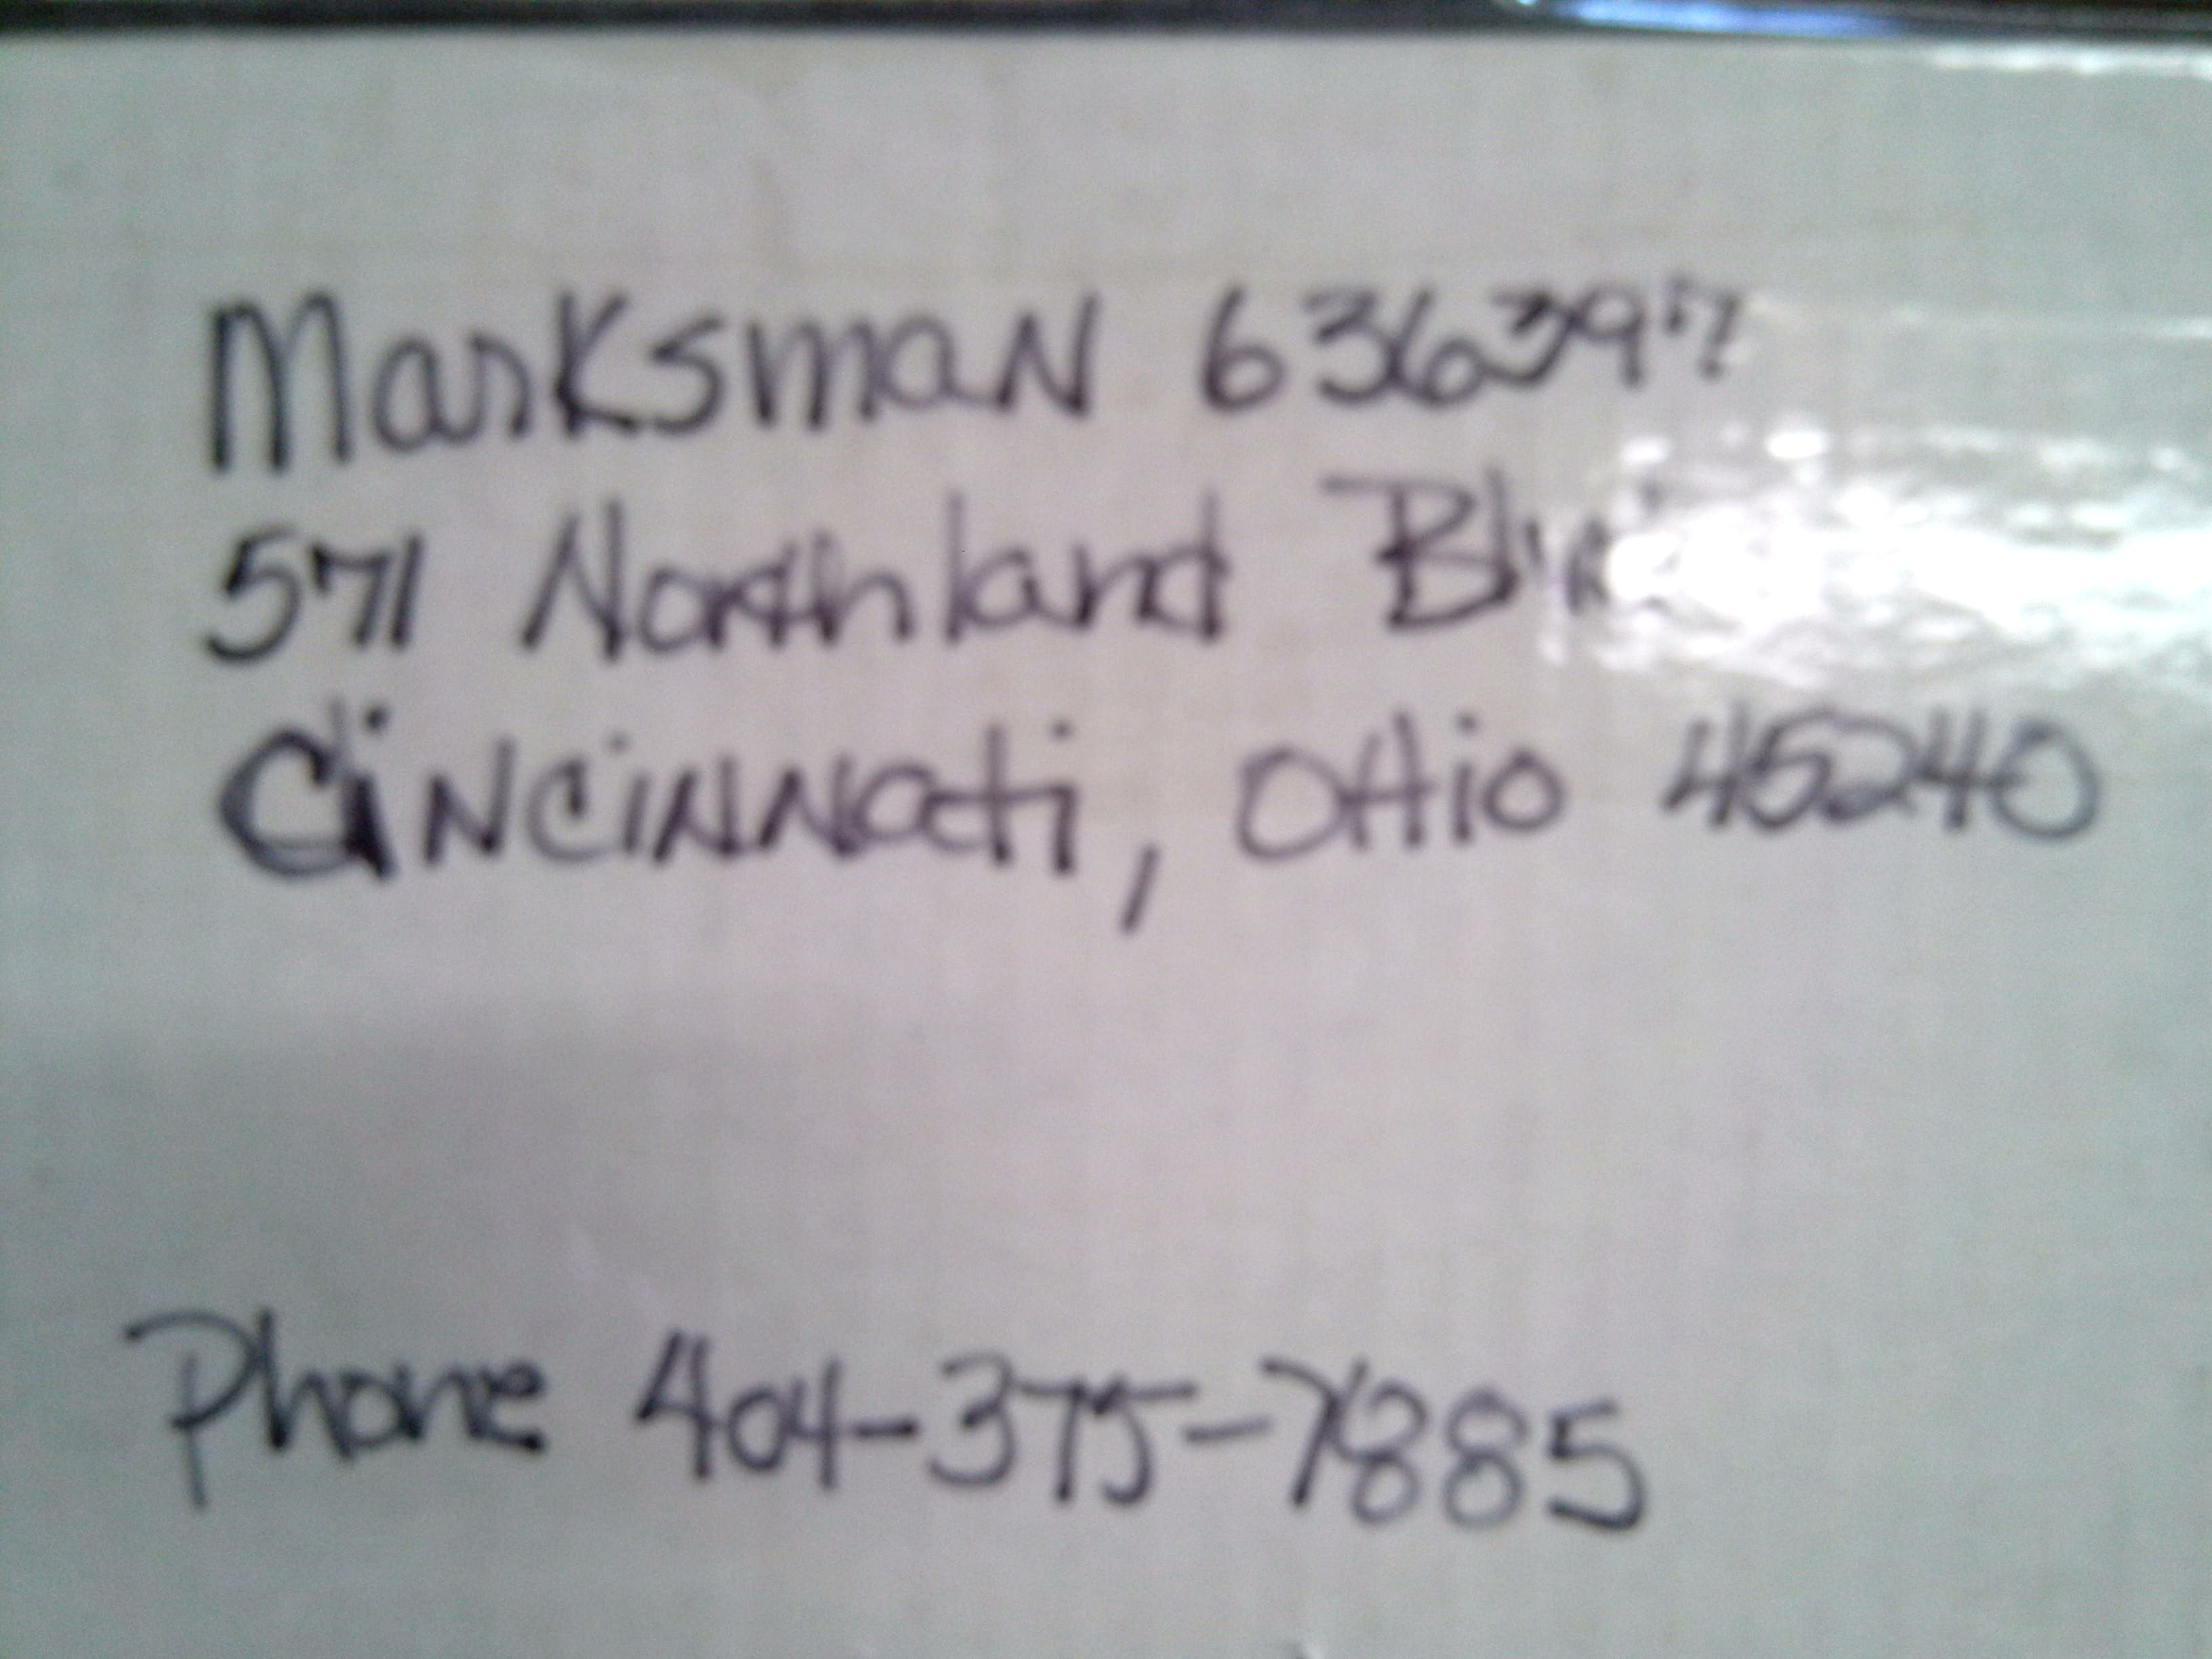 Marksman 636397
571 Northland
Cincinnati, Ohio 45240
Phone 404-375-7885